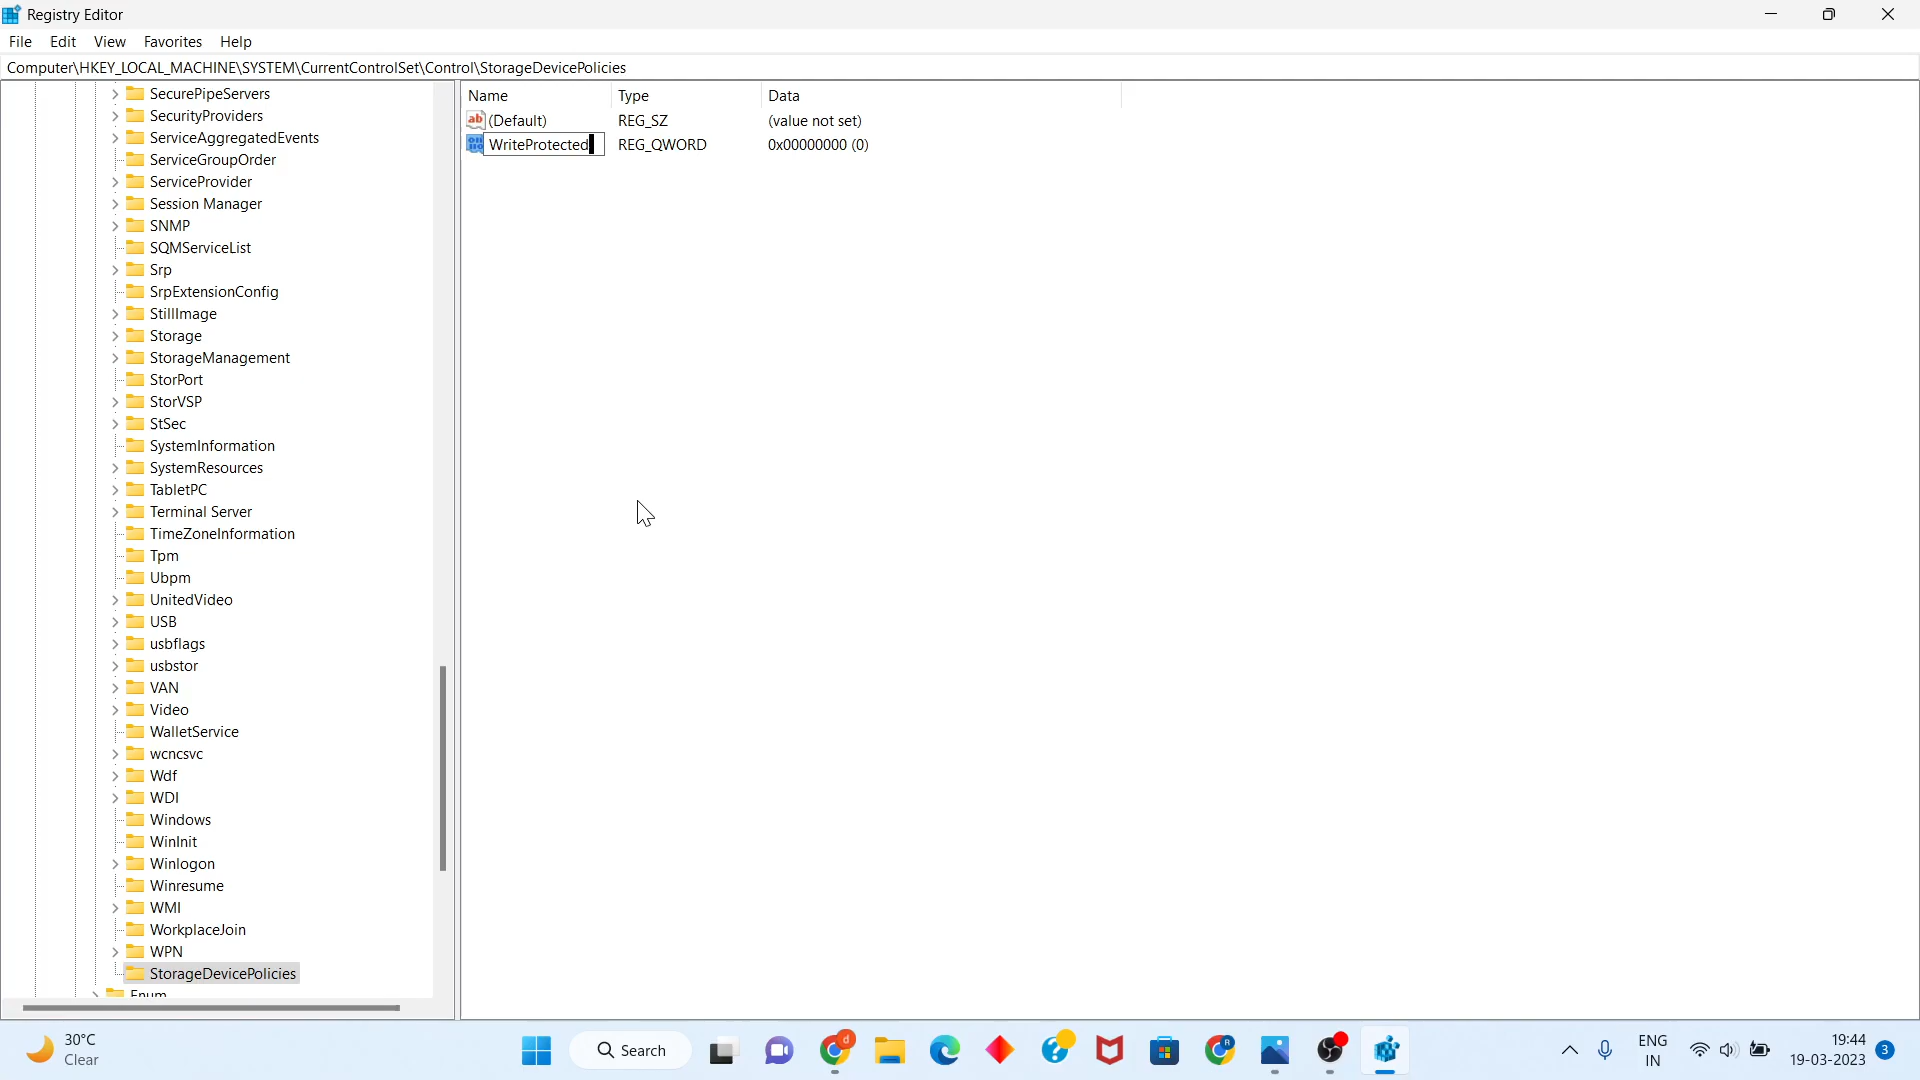 Registry Editor
File Edit View Favorites Help
Computer\HKEY_LOCAL_MACHINE\SYSTEM\CurrentControlSet\Control\StorageDevicePolicies
SecurePipeServers
SecurityProviders
ServiceAggregatedEvents
ServiceGroupOrder
ServiceProvider
Session Manager
SNMP
SQMServiceList
Srp
SrpExtensionConfig
StillImage
Storage
StorageManagement
StorPort
StorVSP
StSec
SystemInformation
SystemResources
TabletPC
Terminal Server
TimeZoneInformation
Tpm
Ubpm
UnitedVideo
USB
usbflags
usbstor
VAN
Video
WalletService
wcncsvc
Wdf
WDI
Windows
WinInit
Winlogon
Winresume
WMI
WorkplaceJoin
WPN
StorageDevicePolicies
Enum
Name Type Data
ab (Default) REG_SZ (value not set)
WriteProtected REG_QWORD 0x00000000 (0)
30°C
Clear
Search
d
R
ENG
IN
19:44
19-03-2023
3